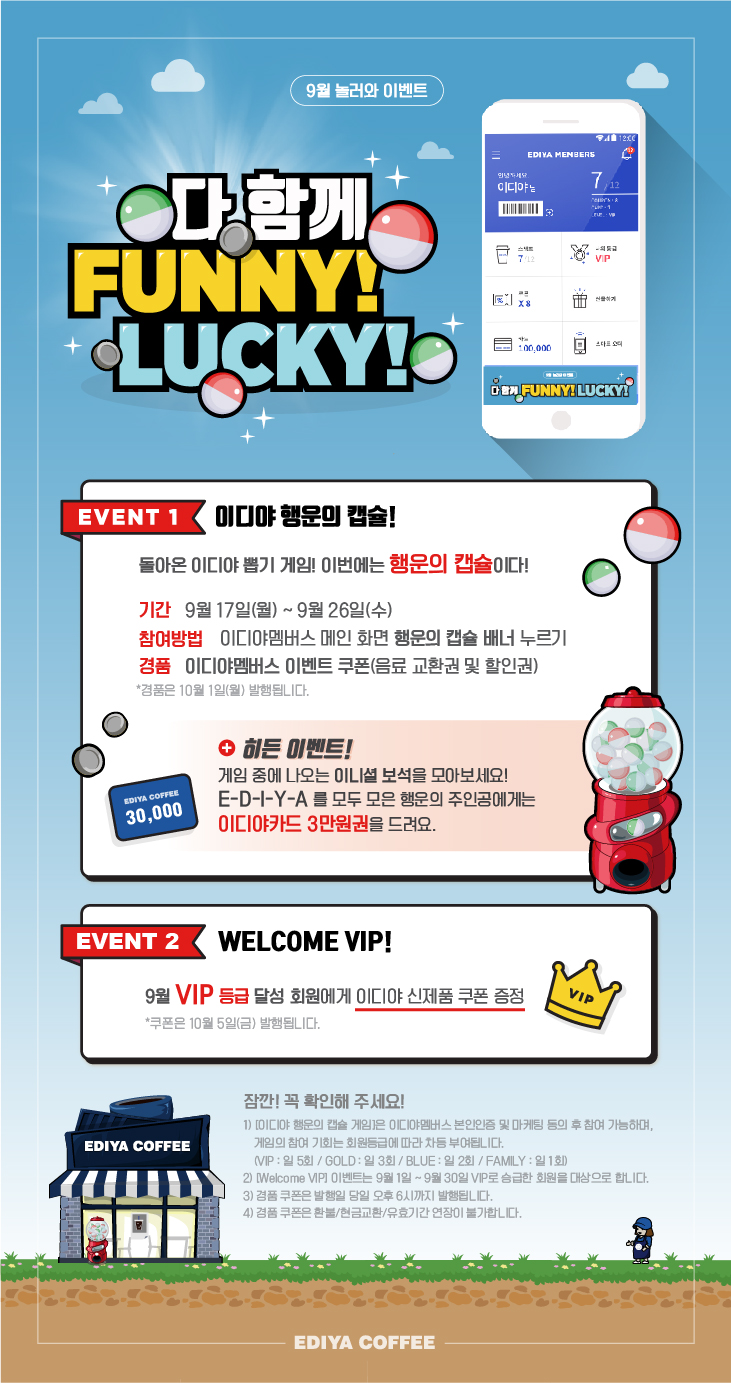 9월 놀러와 이벤트
다 함께
FUNNY!
LUCKY!
12:00
EDIYA MEMBERS
안녕하세요
이디야님
7 /12
스탬프
7 /12
나의 등급
VIP
쿠폰
X 8
선물하기
카드
100,000
스마트 오더
9월 놀러와 이벤트
다 함께 FUNNY! LUCKY!
EVENT 1 이디야 행운의 캡슐!
돌아온 이디야 뽑기 게임! 이번에는 행운의 캡슐이다!
기간 9월 17일(월) ~ 9월 26일(수)
참여방법 이디야멤버스 메인 화면 행운의 캡슐 배너 누르기
경품 이디야멤버스 이벤트 쿠폰(음료 교환권 및 할인권)
*경품은 10월 1일(월) 발행됩니다.
히든 이벤트!
게임 중에 나오는 이니셜 보석을 모아보세요!
E-D-I-Y-A 를 모두 모은 행운의 주인공에게는
이디야카드 3만원권을 드려요.
EDIYA COFFEE
30,000
EVENT 2 WELCOME VIP!
9월 VIP 등급 달성 회원에게 이디야 신제품 쿠폰 증정
*쿠폰은 10월 5일(금) 발행됩니다.
VIP
잠깐! 꼭 확인해 주세요!
1) [이디야 행운의 캡슐 게임]은 이디야멤버스 본인인증 및 마케팅 동의 후 참여 가능하며,
게임의 참여 기회는 회원등급에 따라 차등 부여됩니다.
(VIP : 일 5회 / GOLD : 일 3회 / BLUE : 일 2회 / FAMILY : 일 1회)
2) [Welcome VIP] 이벤트는 9월 1일 ~ 9월 30일 VIP로 승급한 회원을 대상으로 합니다.
3) 경품 쿠폰은 발행일 당일 오후 6시까지 발행됩니다.
4) 경품 쿠폰은 환불/현금교환/유효기간 연장이 불가합니다.
EDIYA COFFEE
EDIYA COFFEE